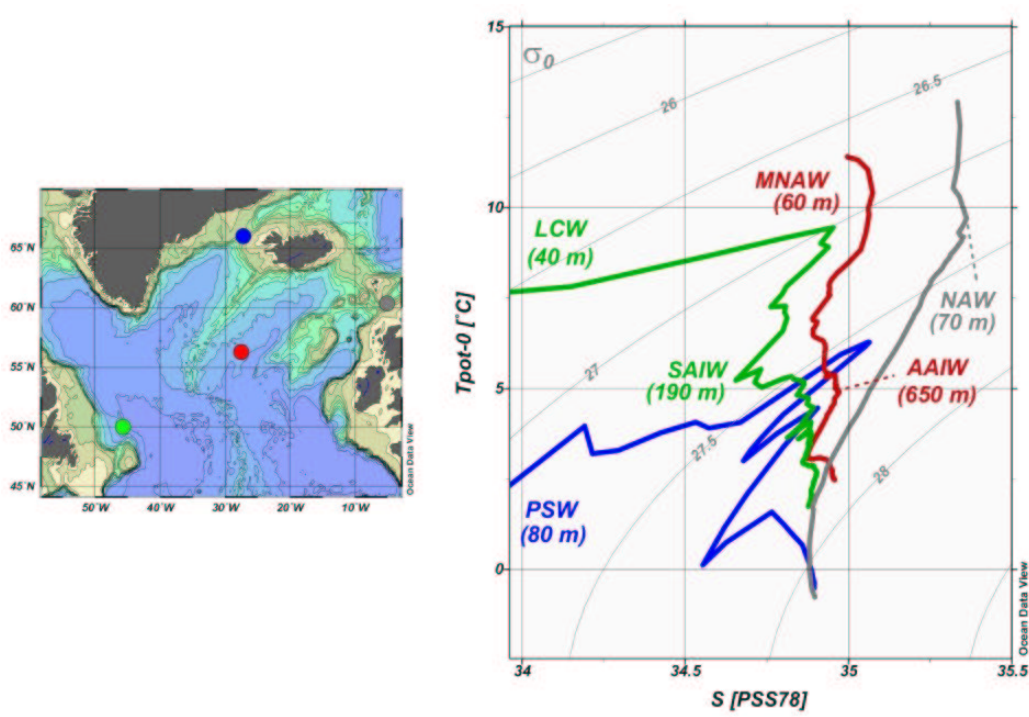 65˚N
60˚N
55˚N
50˚N
45˚N
50˚W
40˚W
30˚W
20˚W
10˚W
Ocean Data View
15
10
5
0
Tpot-0 [˚C]
σ0
26
26.5
27
27.5
28
MNAW
(60 m)
LCW
(40 m)
NAW
(70 m)
SAIW
(190 m)
AAIW
(650 m)
PSW
(80 m)
34
34.5
35
35.5
S [PSS78]
Ocean Data View